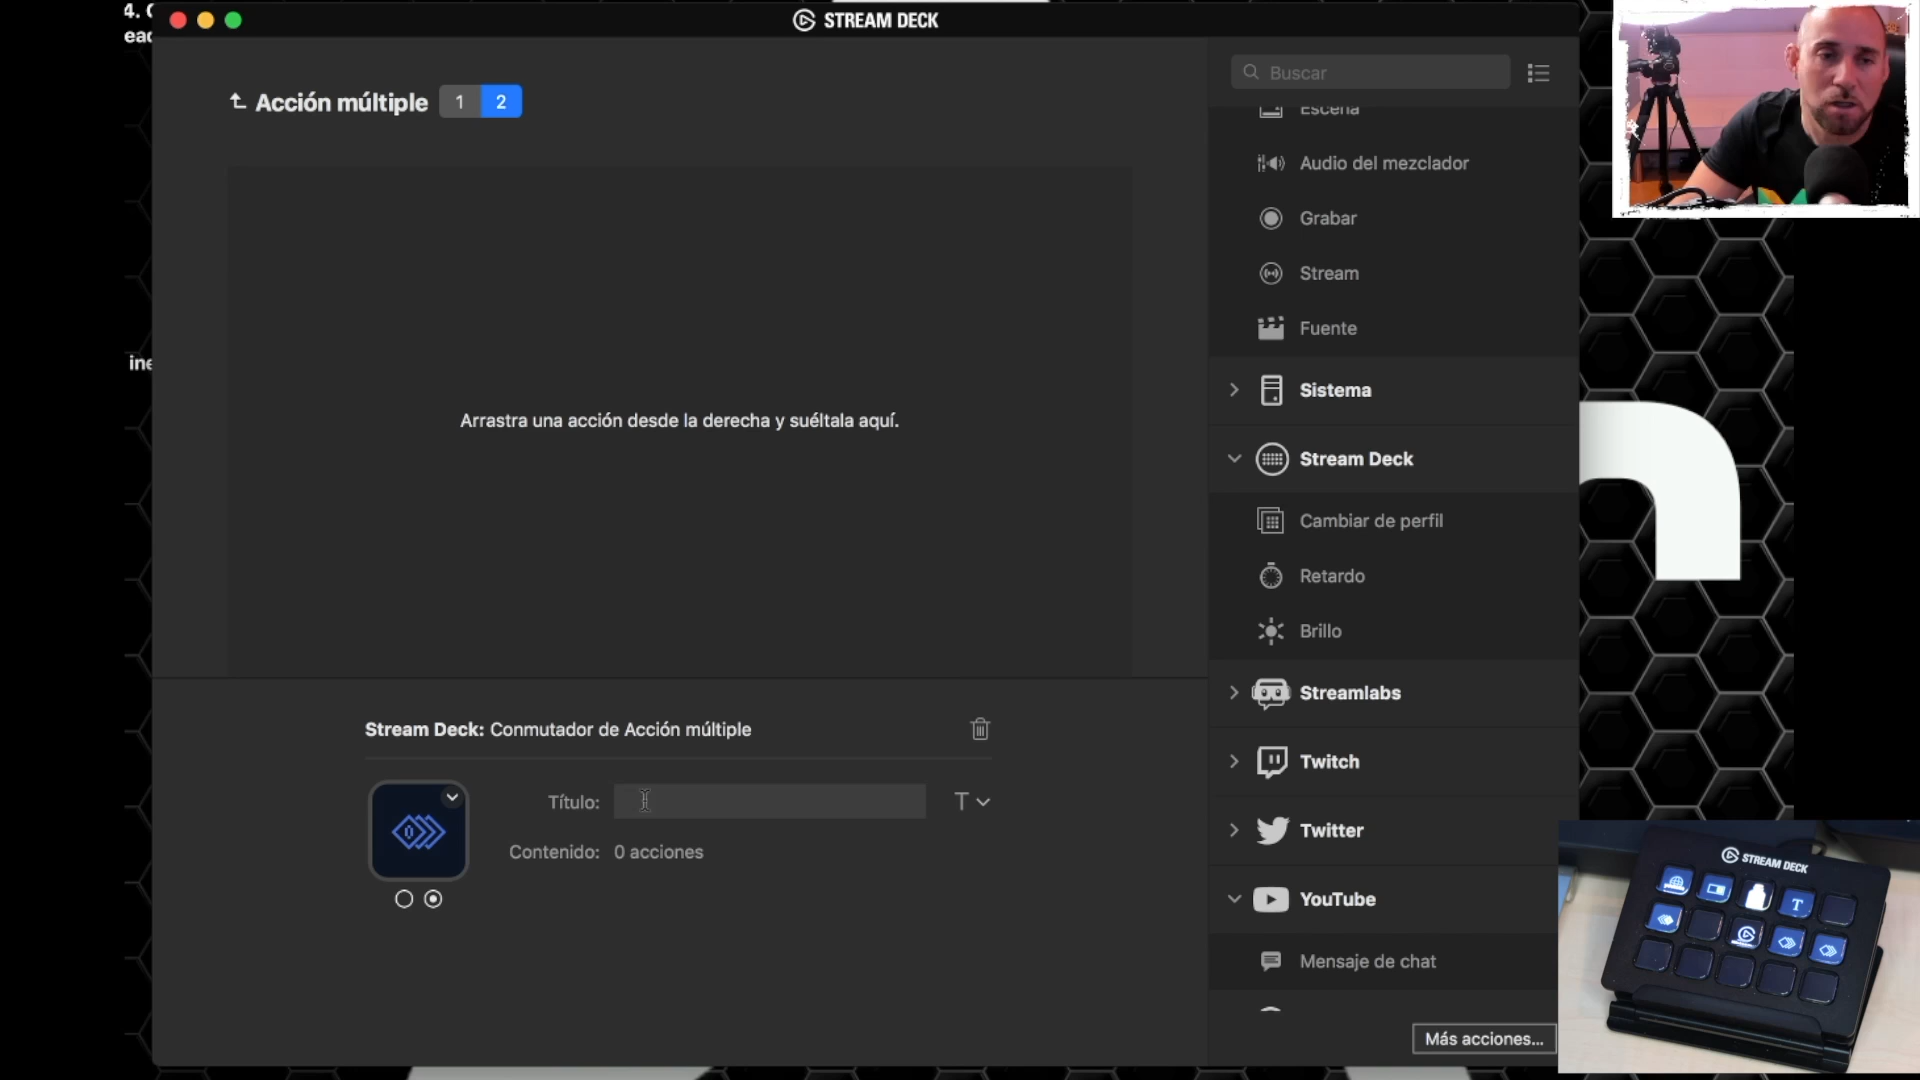 4.
STREAM DECK
Acción múltiple 1 2
Buscar
Escena
Audio del mezclador
Grabar
Stream
Fuente
Sistema
Stream Deck
Cambiar de perfil
Retardo
Brillo
Streamlabs
Twitch
Twitter
YouTube
Mensaje de chat
Más acciones...
Arrastra una acción desde la derecha y suéltala aquí.
Stream Deck: Conmutador de Acción múltiple
Título:
T
Contenido: 0 acciones
STREAM DECK
T